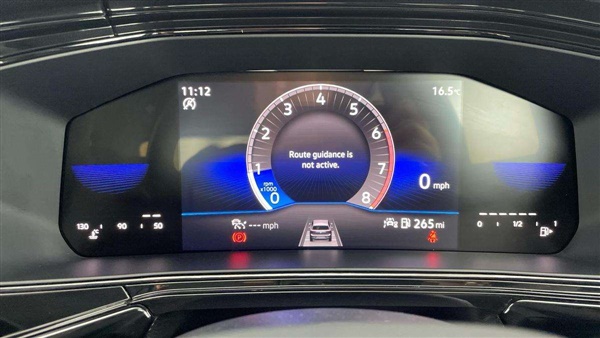 11:12
16.5°C
1 2 3 4 5 6 7 8
Route guidance is
not active.
rpm
x1000
0
0 mph
130 90 50
--- mph
265 mi
0 1/2 1
(P)